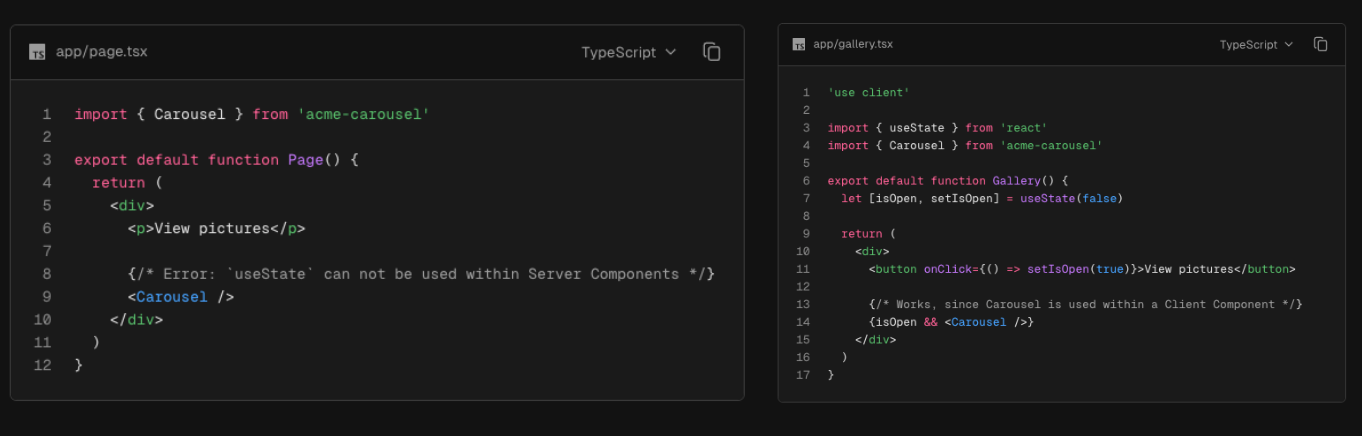 TS app/page.tsx
TypeScript
1 import { Carousel } from 'acme-carousel'
2
3 export default function Page() {
4   return (
5     <div>
6       <p>View pictures</p>
7
8       {/* Error: `useState` can not be used within Server Components */}
9       <Carousel />
10     </div>
11   )
12 }
TS app/gallery.tsx
TypeScript
1 'use client'
2
3 import { useState } from 'react'
4 import { Carousel } from 'acme-carousel'
5
6 export default function Gallery() {
7   let [isOpen, setIsOpen] = useState(false)
8
9   return (
10     <div>
11       <button onClick={() => setIsOpen(true)}>View pictures</button>
12
13       {/* Works, since Carousel is used within a Client Component */}
14       {isOpen && <Carousel />}
15     </div>
16   )
17 }